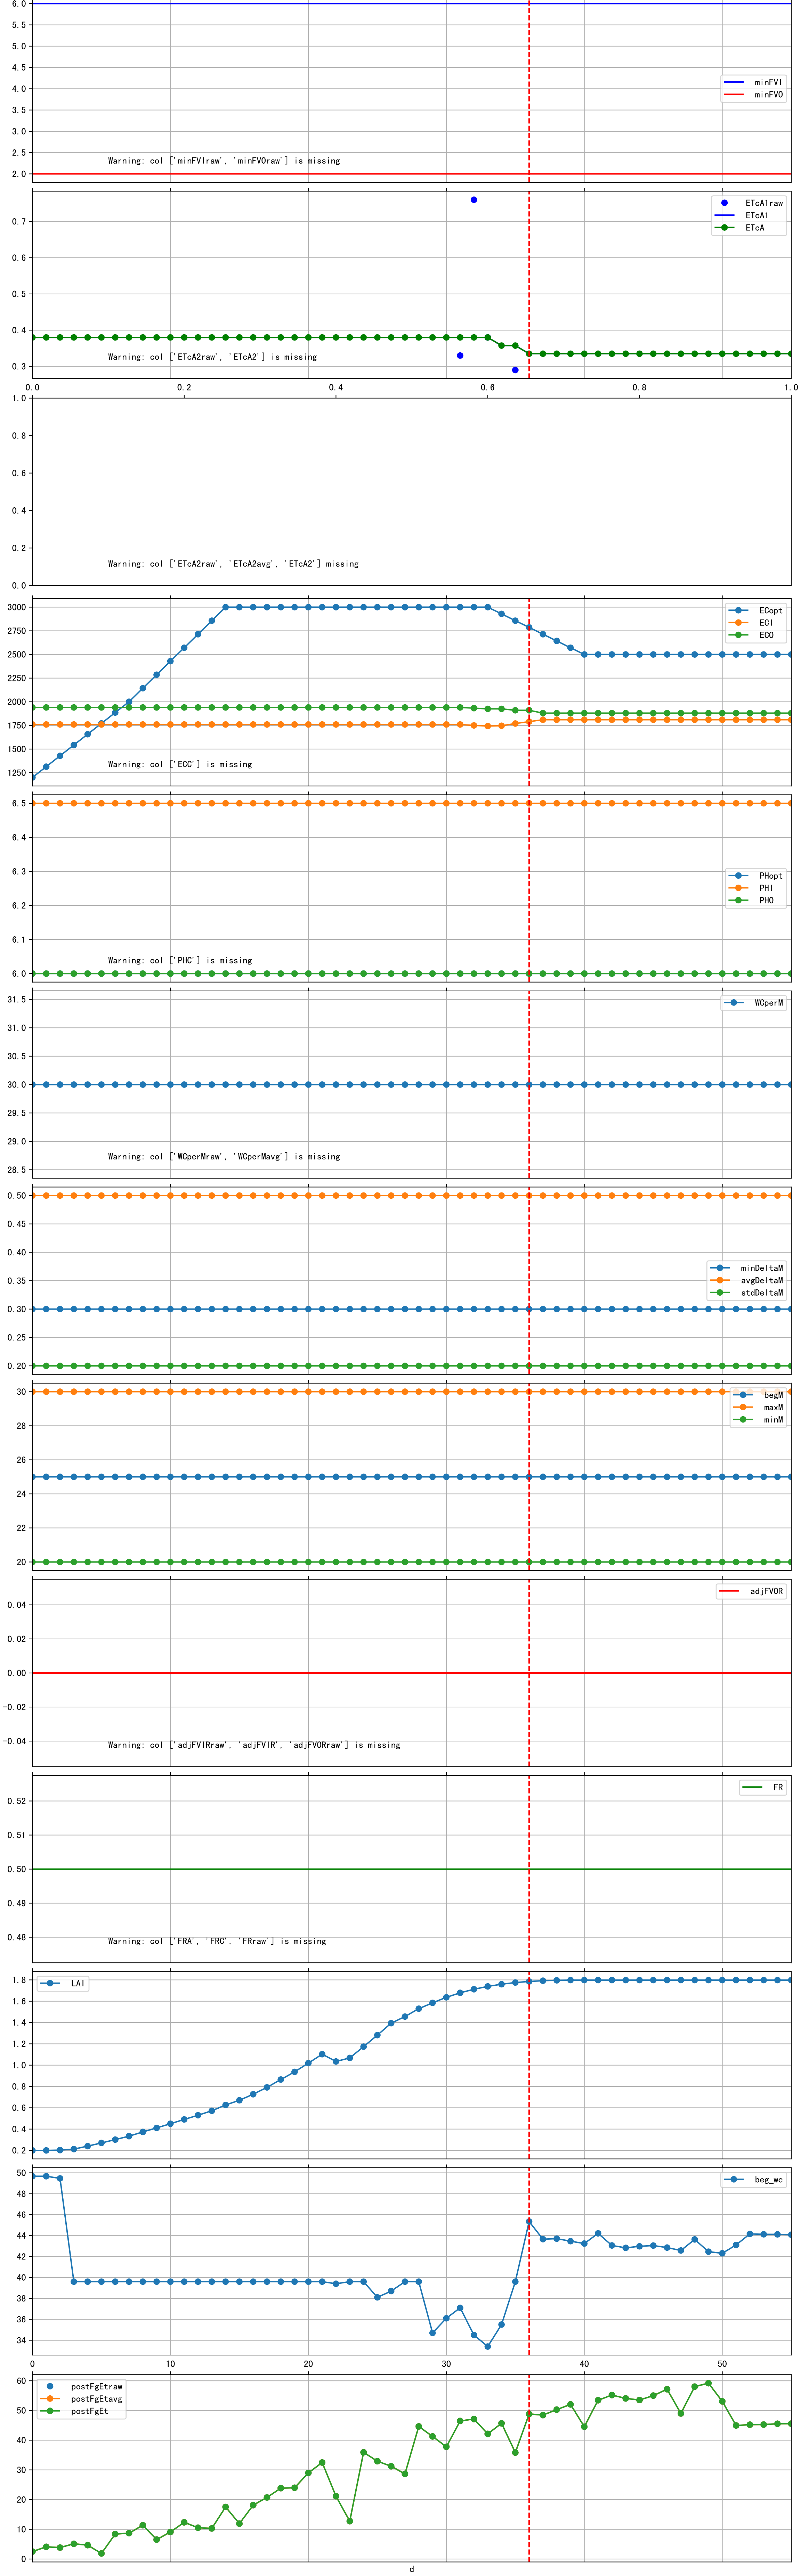 6.0
5.5
5.0
4.5
4.0
3.5
3.0
2.5
2.0
minFVI
minFVO
Warning: col ['minFVIraw', 'minFVOraw'] is missing
0.7
0.6
0.5
0.4
0.3
ETcA1raw
ETcA1
ETcA
Warning: col ['ETcA2raw', 'ETcA2'] is missing
0.0 0.2 0.4 0.6 0.8 1.0
1.0
0.8
0.6
0.4
0.2
0.0
Warning: col ['ETcA2raw', 'ETcA2avg', 'ETcA2'] missing
3000
2750
2500
2250
2000
1750
1500
1250
ECopt
ECI
ECO
Warning: col ['ECC'] is missing
6.5
6.4
6.3
6.2
6.1
6.0
PHopt
PHI
PHO
Warning: col ['PHC'] is missing
31.5
31.0
30.5
30.0
29.5
29.0
28.5
WCperM
Warning: col ['WCperMraw', 'WCperMavg'] is missing
0.50
0.45
0.40
0.35
0.30
0.25
0.20
minDeltaM
avgDeltaM
stdDeltaM
30
28
26
24
22
20
begM
maxM
minM
0.04
0.02
0.00
−0.02
−0.04
adjFVOR
Warning: col ['adjFVIRraw', 'adjFVIR', 'adjFVORraw'] is missing
0.52
0.51
0.50
0.49
0.48
FR
Warning: col ['FRA', 'FRC', 'FRraw'] is missing
1.8
1.6
1.4
1.2
1.0
0.8
0.6
0.4
0.2
LAI
50
48
46
44
42
40
38
36
34
beg_wc
0 10 20 30 40 50
60
50
40
30
20
10
0
postFgEtraw
postFgEtavg
postFgEt
d